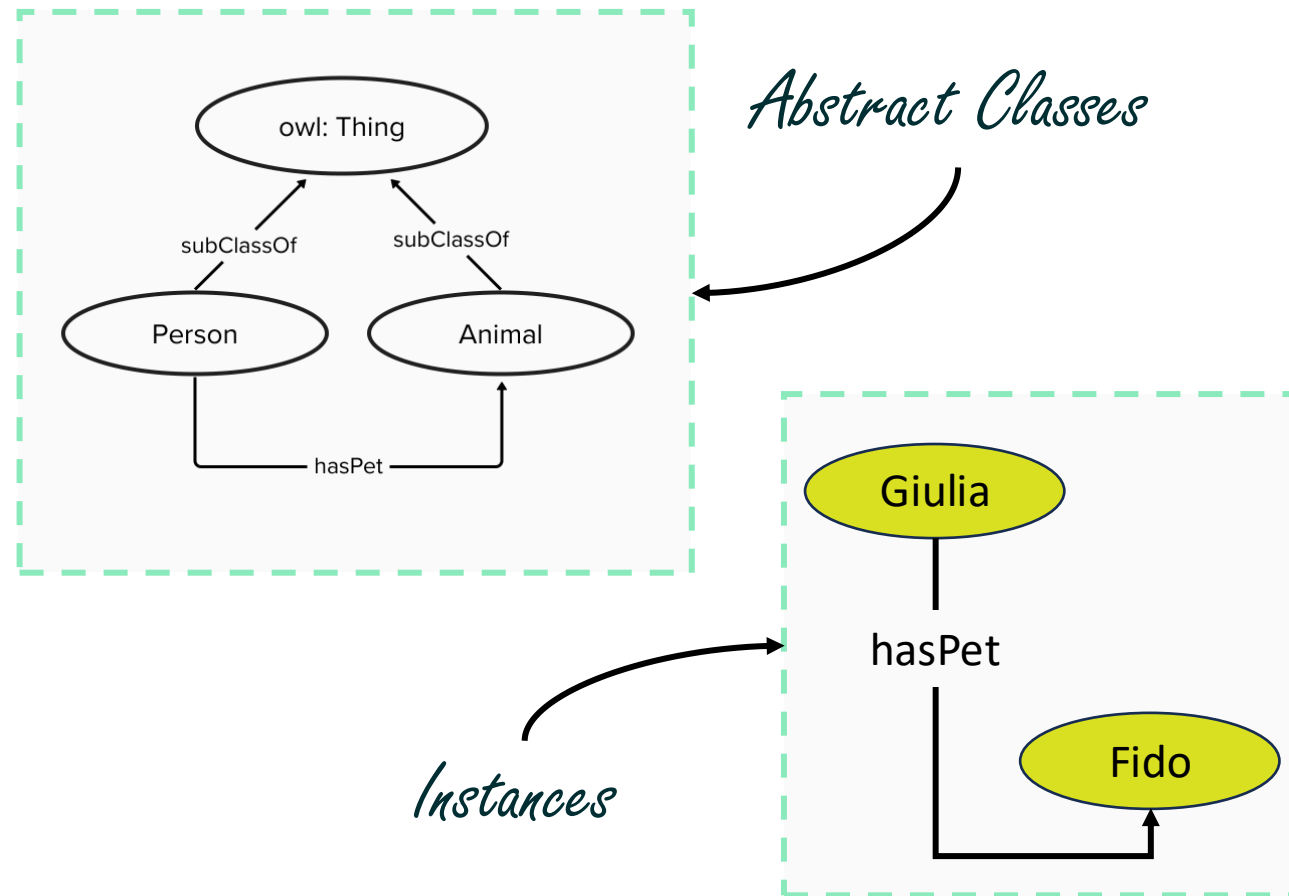 Abstract Classes
owl: Thing
subClassOf
subClassOf
Person
Animal
hasPet
Giulia
hasPet
Fido
Instances